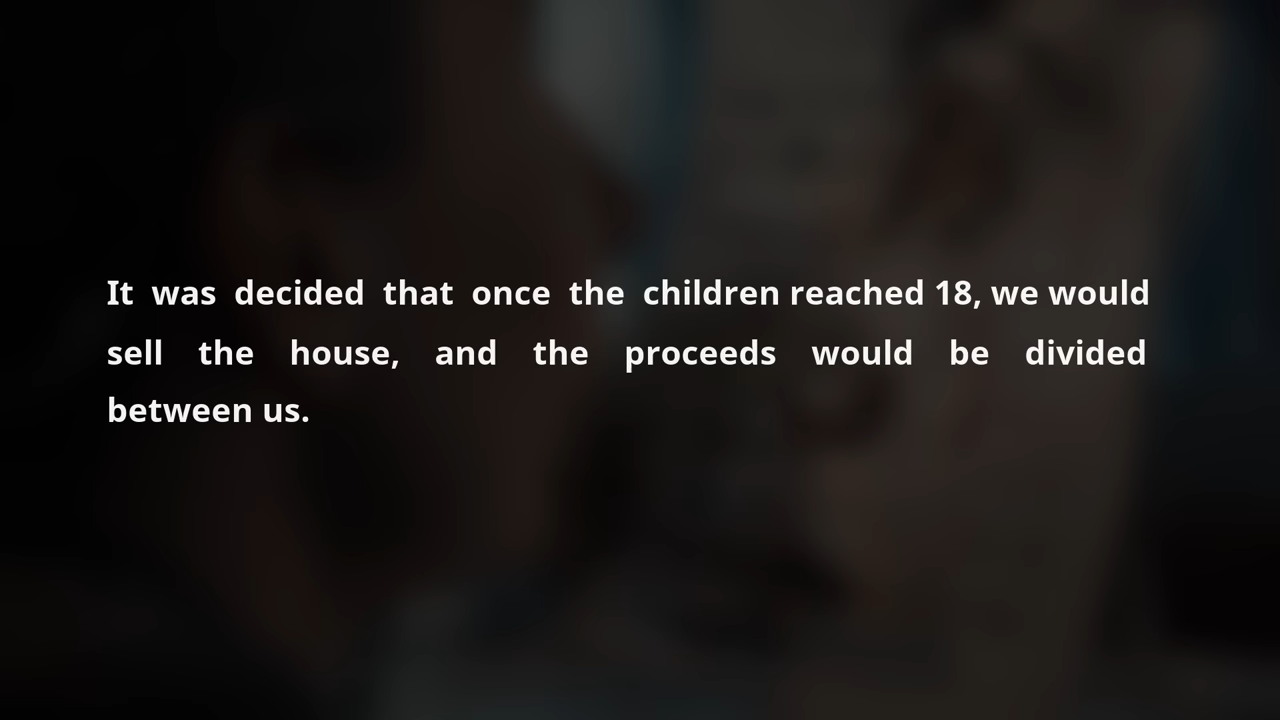 It was decided that once the children reached 18, we would
sell the house, and the proceeds would be divided
between us.